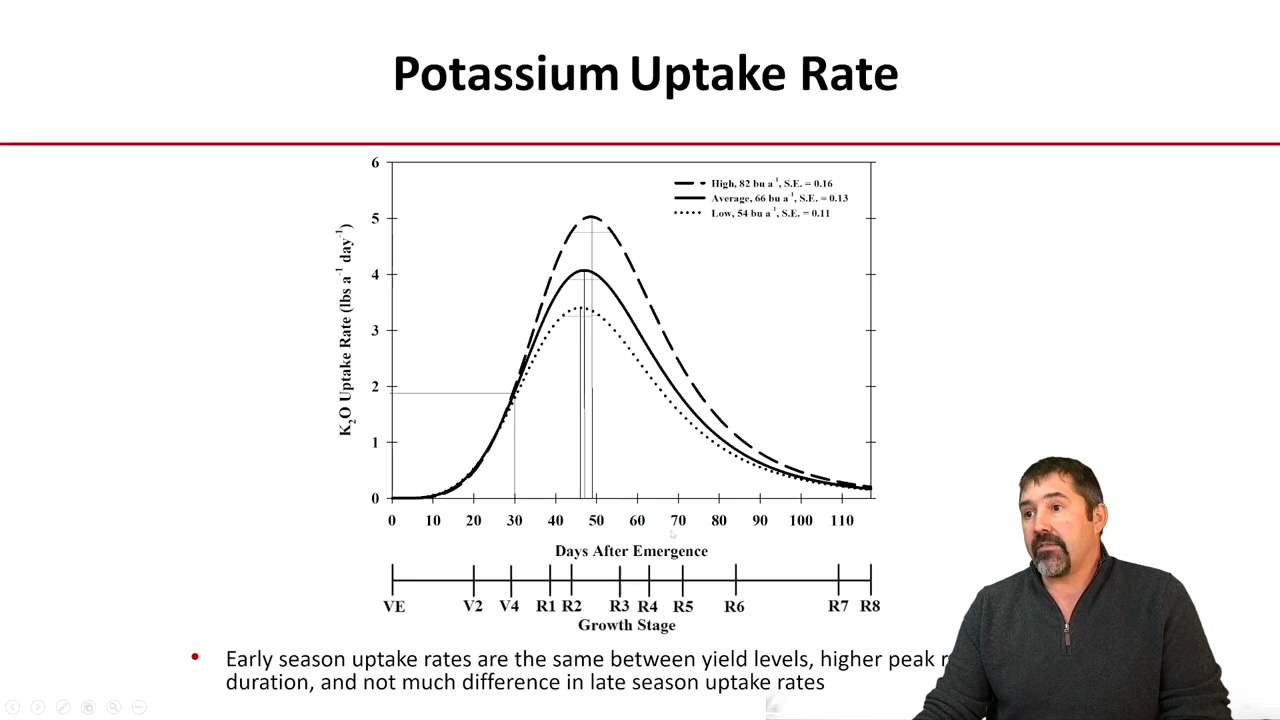 Potassium Uptake Rate
6
5
4
3
2
1
0
K2O Uptake Rate (lbs a-1 day-1)
High, 82 bu a-1, S.E. = 0.16
Average, 66 bu a-1, S.E. = 0.13
Low, 54 bu a-1, S.E. = 0.11
0 10 20 30 40 50 60 70 80 90 100 110
Days After Emergence
VE V2 V4 R1 R2 R3 R4 R5 R6 R7 R8
Growth Stage
• Early season uptake rates are the same between yield levels, higher peak
duration, and not much difference in late season uptake rates